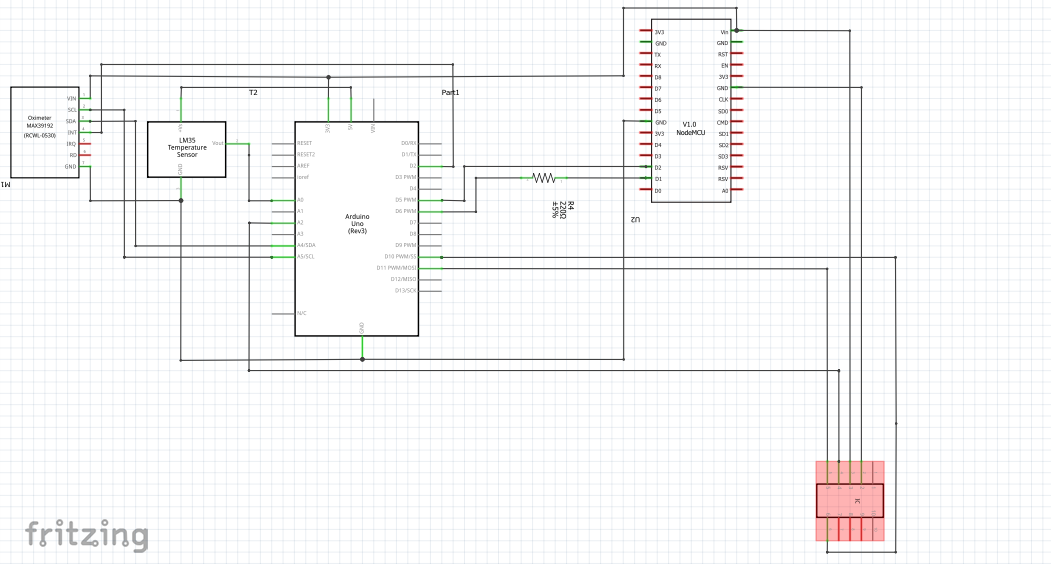 T2
Part1
VIN
SCL
SDA
INT
IRQ
RD
GND
Oximeter
MAX39192
(RCWL-0530)
M1
+Vs
LM35
Temperature
Sensor
Vout
GND
3V3
5V
VIN
RESET
RESET2
AREF
ioref
A0
A1
A2
A3
A4/SDA
A5/SCL
N/C
Arduino
Uno
(Rev3)
D0/RX
D1/TX
D2
D3 PWM
D4
D5 PWM
D6 PWM
D7
D8
D9 PWM
D10 PWM/SS
D11 PWM/MOSI
D12/MISO
D13/SCK
GND
R4
220Ω
±5%
3V3
GND
TX
RX
D8
D7
D6
D5
GND
3V3
D4
D3
D2
D1
D0
V1.0
NodeMCU
Vin
GND
RST
EN
3V3
GND
CLK
SD0
CMD
SD1
SD2
SD3
RSV
RSV
A0
U2
IC
fritzing